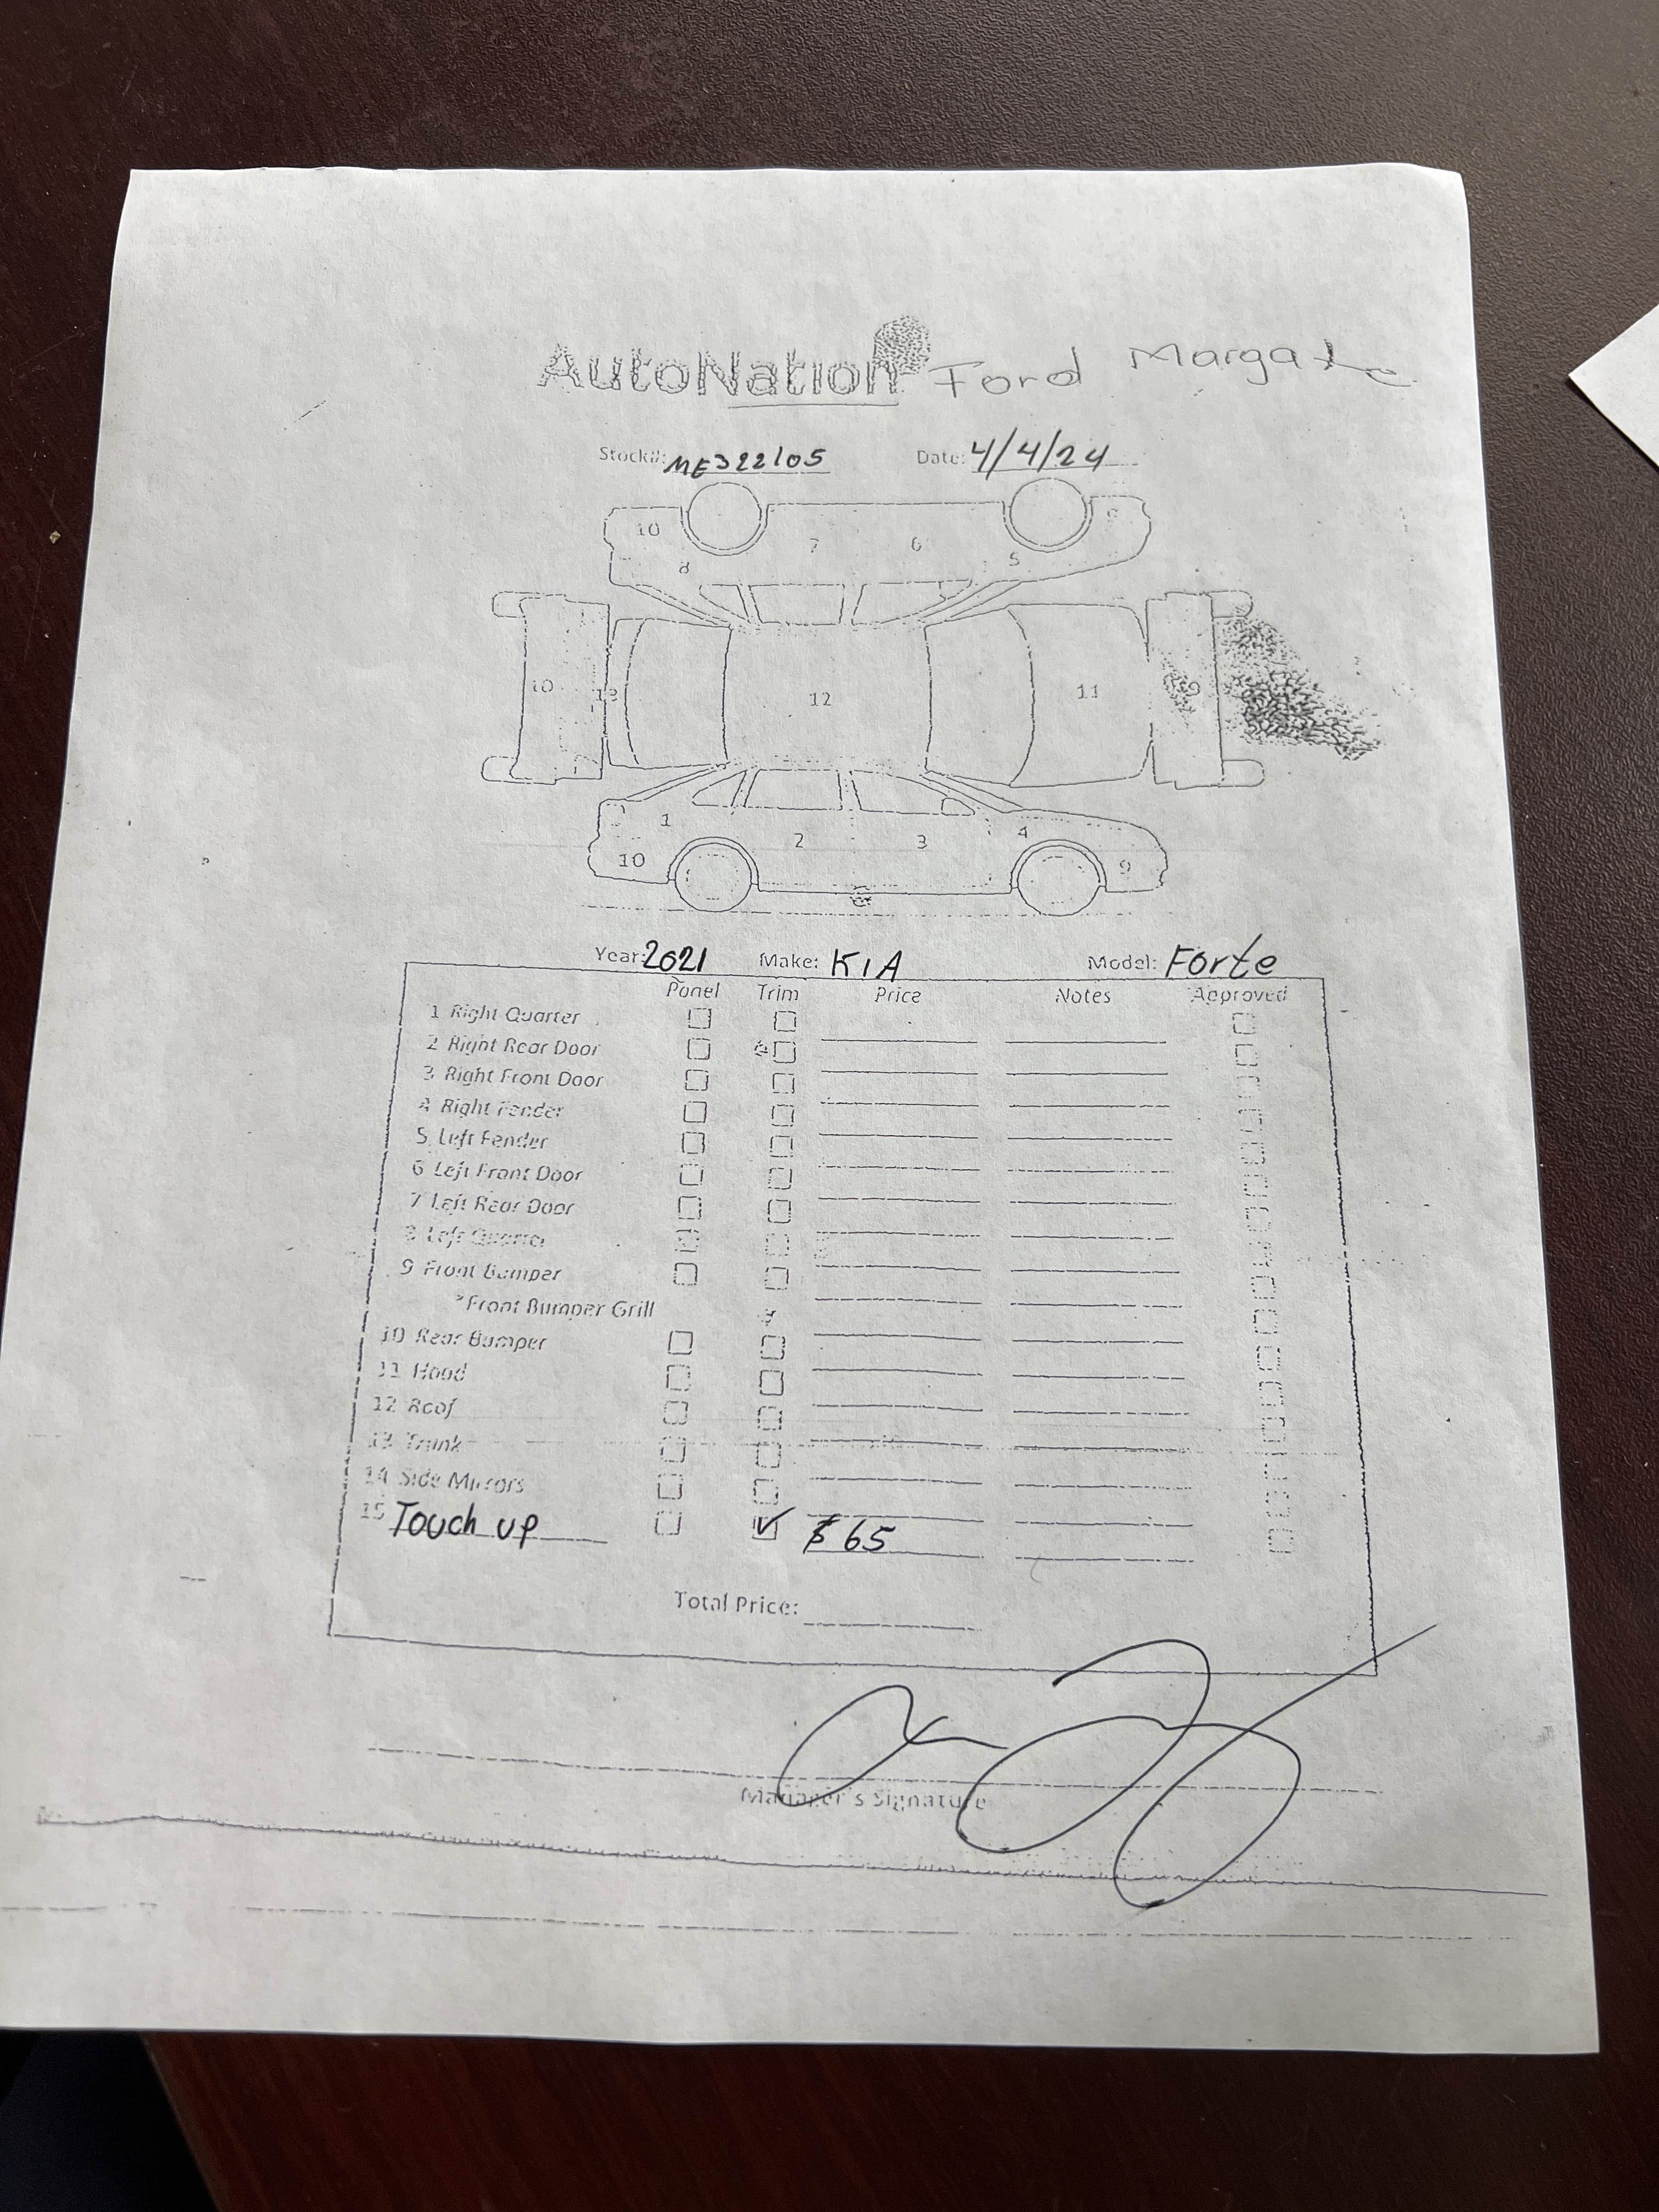 AutoNation Ford Margate
Stock#: ME322105 Date: 4/4/24
10 7 6 9
8 5
10 13 12 11 9
1 2 3 4
10 9
Year: 2021 Make: KIA Model: Forte
Panel Trim Price Notes Approved
1 Right Quarter
2 Right Rear Door
3 Right Front Door
4 Right Fender
5 Left Fender
6 Left Front Door
7 Left Rear Door
8 Left Quarter
9 Front Bumper
*Front Bumper Grill
10 Rear Bumper
11 Hood
12 Roof
13 Trunk
14 Side Mirrors
15 Touch up ✓ $65
Total Price:
Manager's Signature